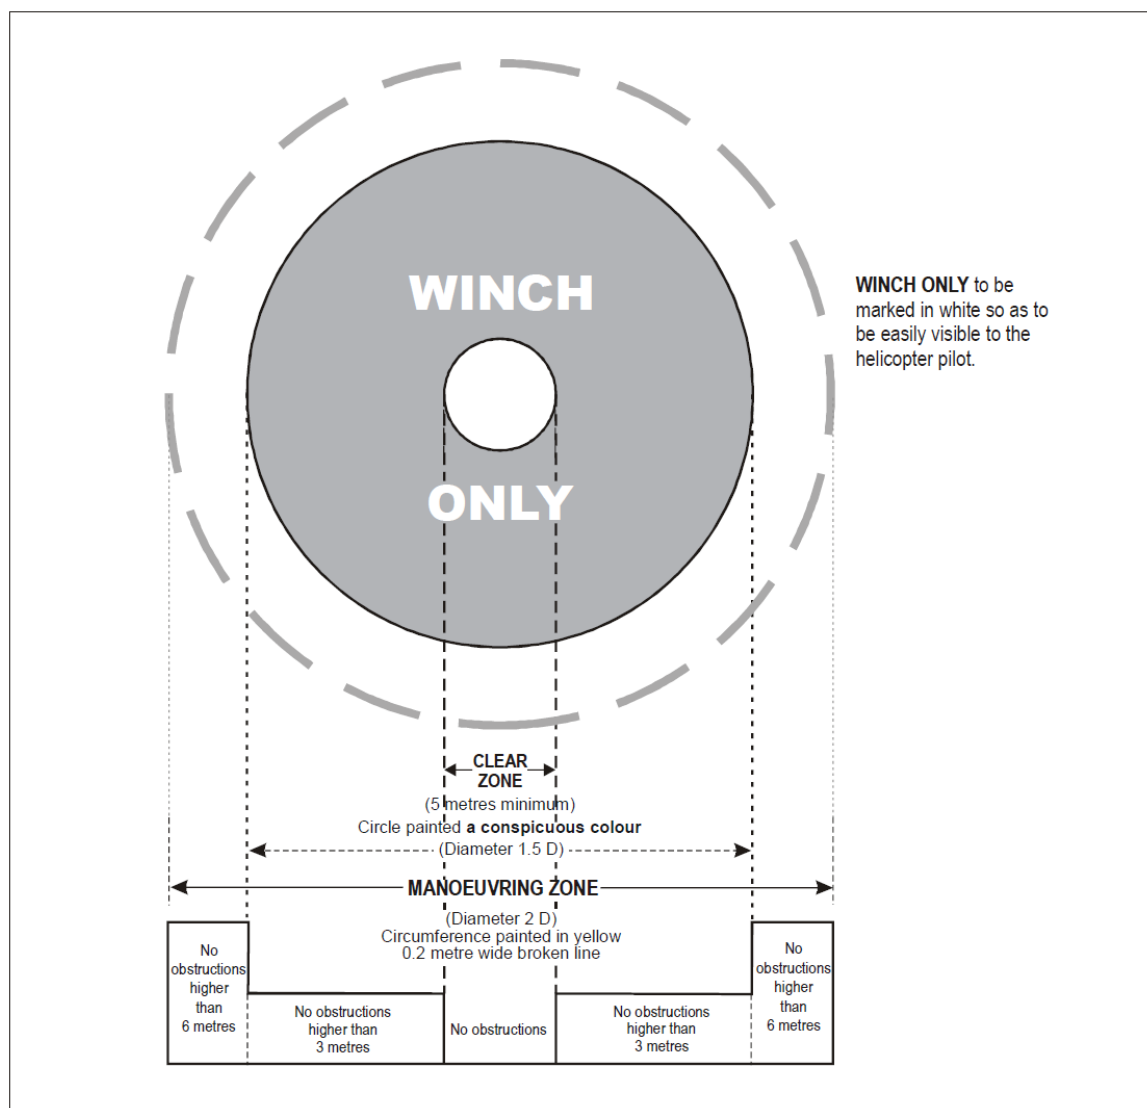 WINCH
ONLY
WINCH ONLY to be
marked in white so as to
be easily visible to the
helicopter pilot.
CLEAR
ZONE
(5 metres minimum)
Circle painted a conspicuous colour
(Diameter 1.5 D)
MANOEUVRING ZONE
(Diameter 2 D)
Circumference painted in yellow
0.2 metre wide broken line
No
obstructions
higher
than
6 metres
No obstructions
higher than
3 metres
No obstructions
No obstructions
higher than
3 metres
No
obstructions
higher
than
6 metres